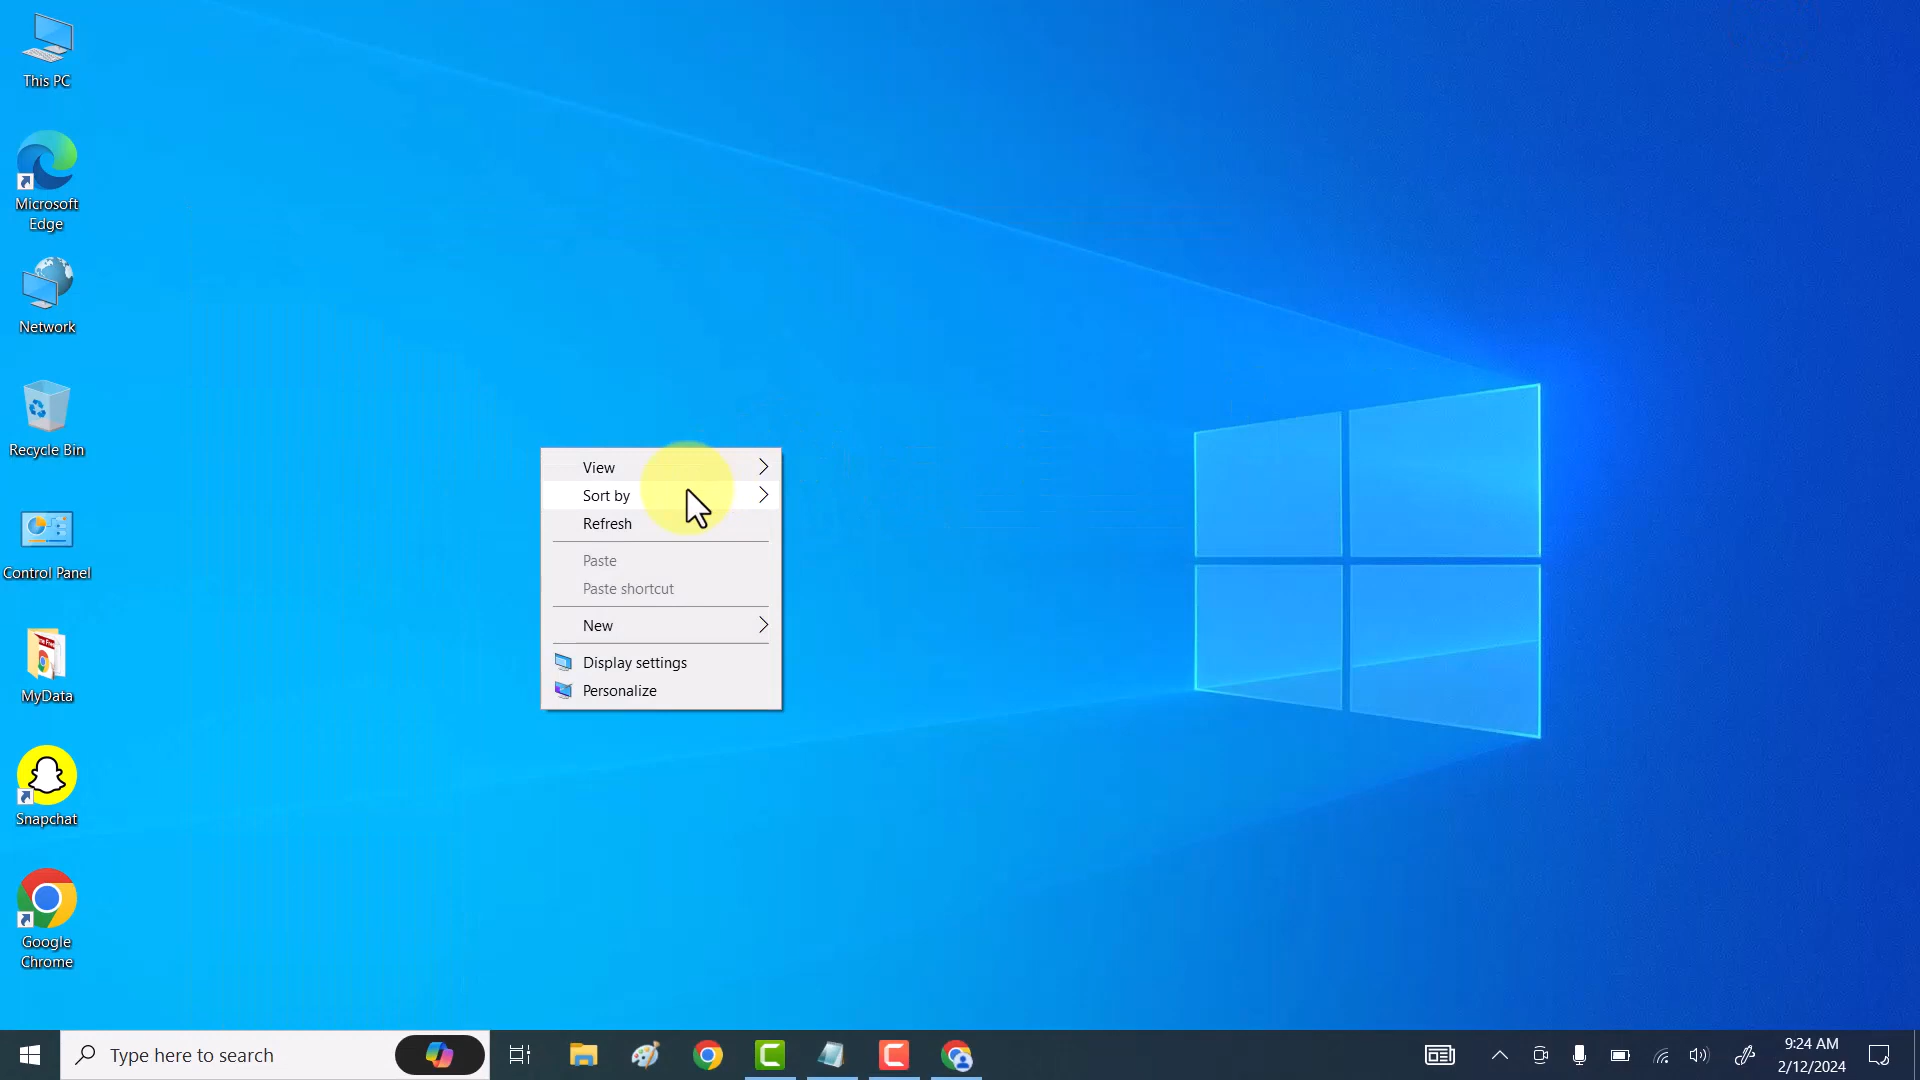 This PC
Microsoft
Edge
Network
Recycle Bin
Control Panel
MyData
Snapchat
Google
Chrome
View
Sort by
Refresh
Paste
Paste shortcut
New
Display settings
Personalize
Type here to search
9:24 AM
2/12/2024